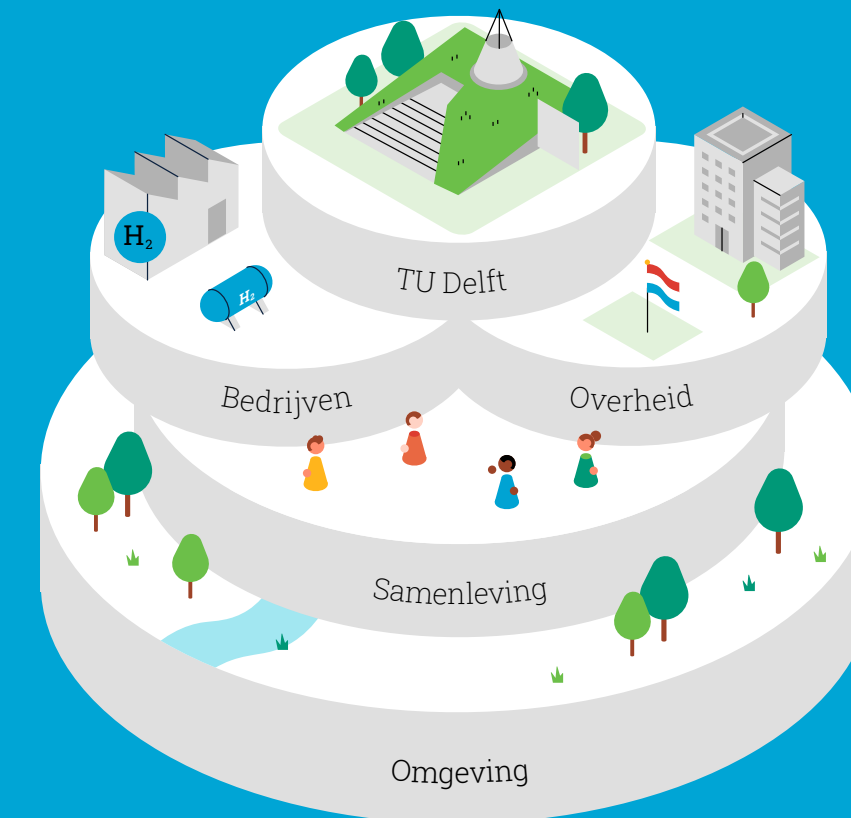 TU Delft
H₂
H₂
Bedrijven
Overheid
Samenleving
Omgeving